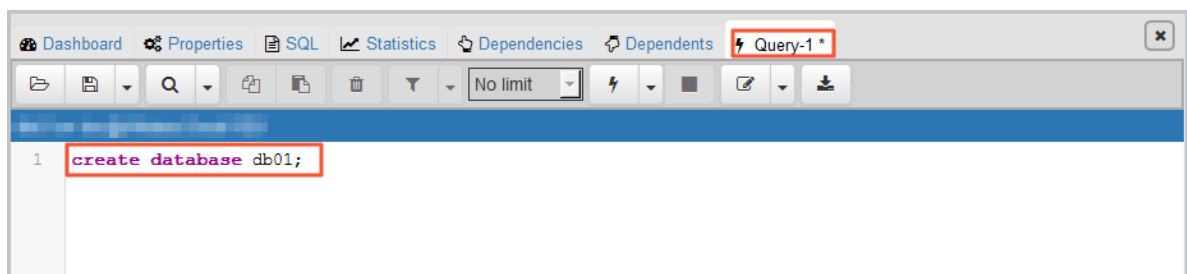 Dashboard Properties SQL Statistics Dependencies Dependents Query-1 *
No limit
1 create database db01;